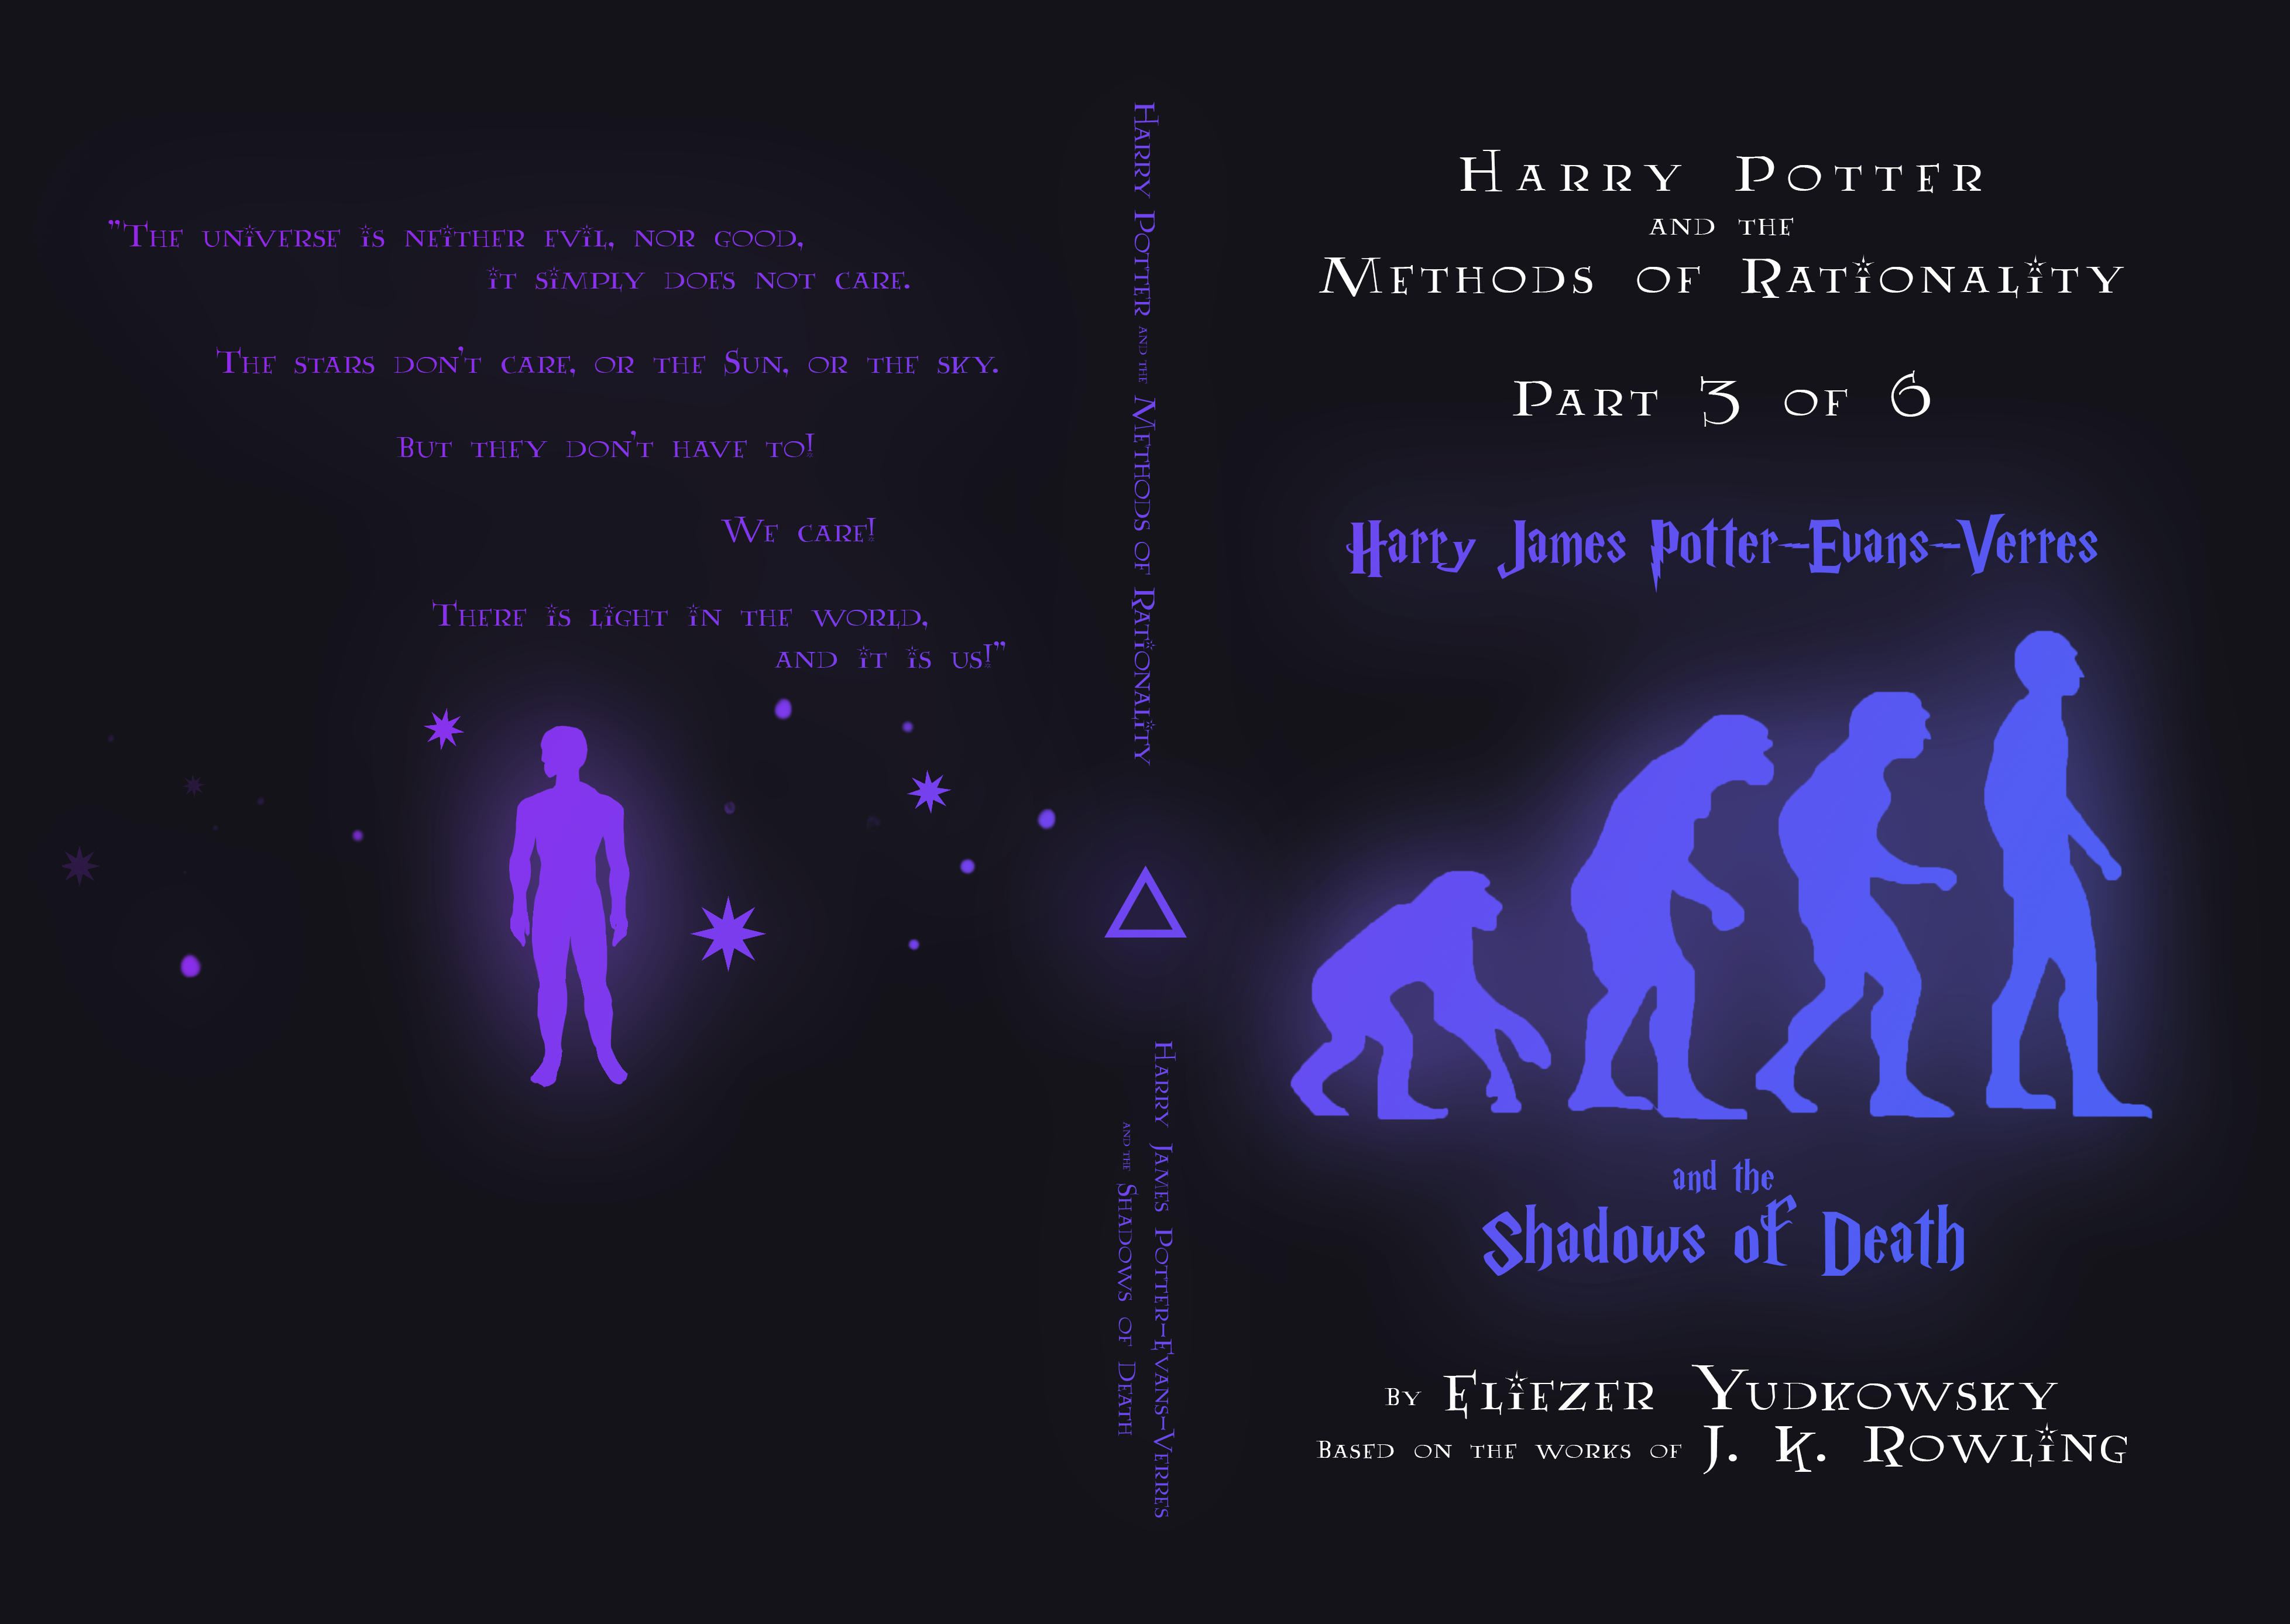 ”The universe is neither evil, nor good,
it simply does not care.
The stars don’t care, or the Sun, or the sky.
But they don’t have to!
We care!
There is light in the world,
and it is us!”
Harry Potter and the Methods of Rationality
Harry James Potter-Evans-Verres
and the Shadows of Death
Harry Potter
and the
Methods of Rationality
Part 3 of 6
Harry James Potter-Evans-Verres
and the
Shadows of Death
by Eliezer Yudkowsky
Based on the works of J. K. Rowling